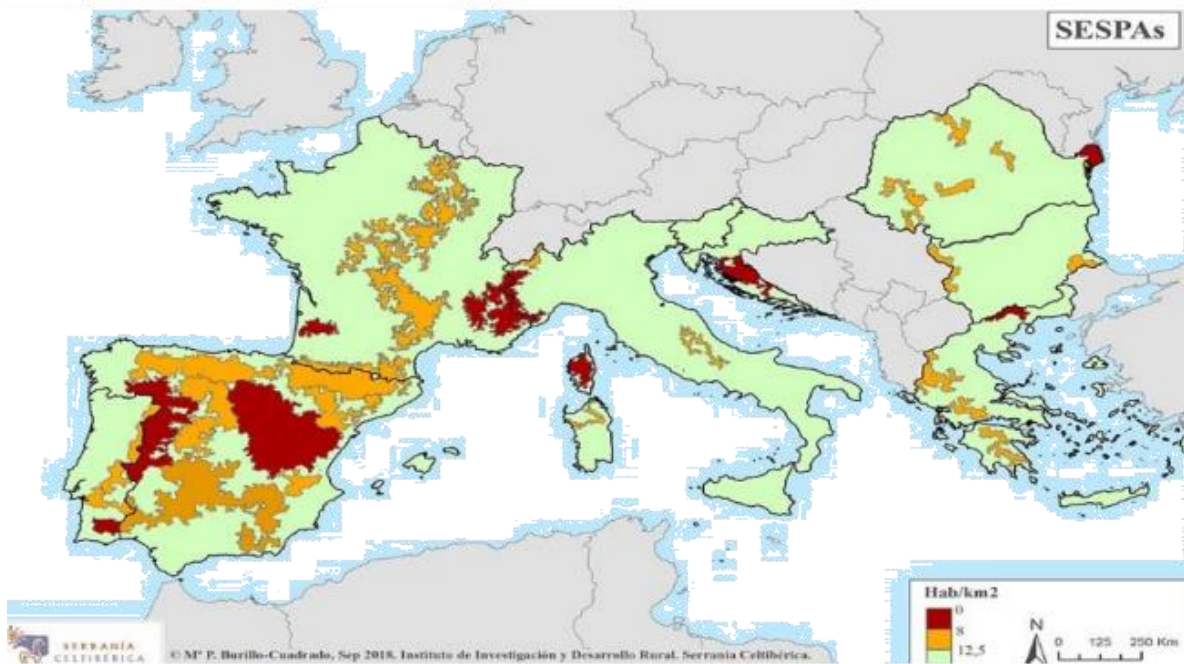 SESPAs
Hab/km2
0
8
12,5
N
0 125 250 Km
SERRANÍA
CELTIBÉRICA
© Mª P. Burillo-Cuadrado, Sep 2018. Instituto de Investigación y Desarrollo Rural. Serranía Celtibérica.